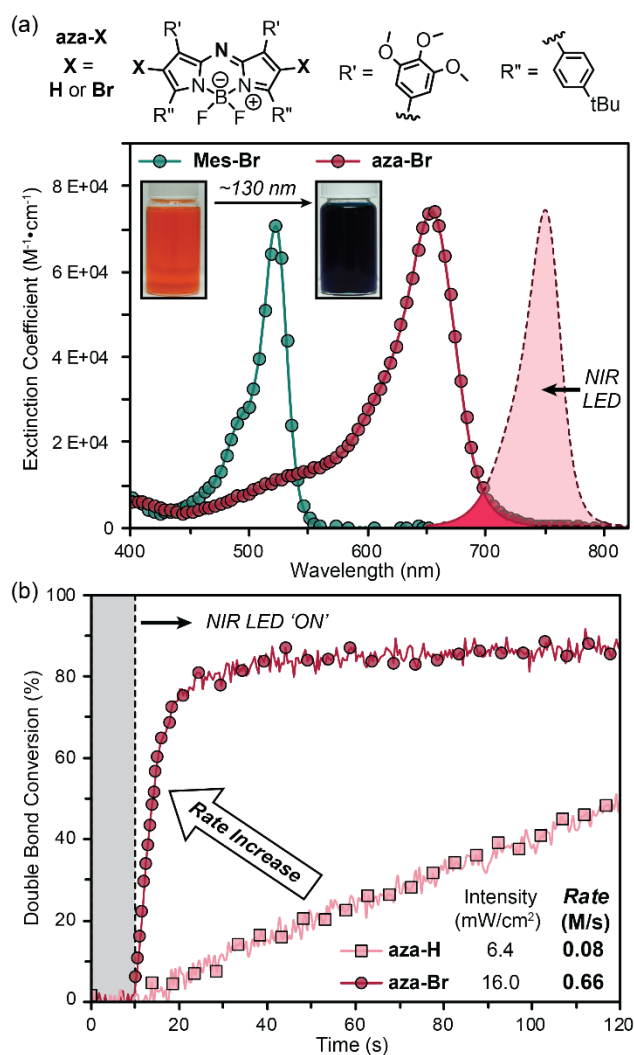 (a)
aza-X
X =
H or Br
R' R'
N
X X
N N
B⊖
⊕
R" F F R"
R' =
O
O O
R" =
tBu
Mes-Br aza-Br
~130 nm
NIR
LED
Exctinction Coefficient (M⁻¹•cm⁻¹)
8 E+04
6 E+04
4 E+04
2 E+04
0
400 500 600 700 800
Wavelength (nm)
(b)
NIR LED 'ON'
Rate Increase
Intensity Rate
(mW/cm²) (M/s)
aza-H 6.4 0.08
aza-Br 16.0 0.66
Double Bond Conversion (%)
100
80
60
40
20
0
0 20 40 60 80 100 120
Time (s)